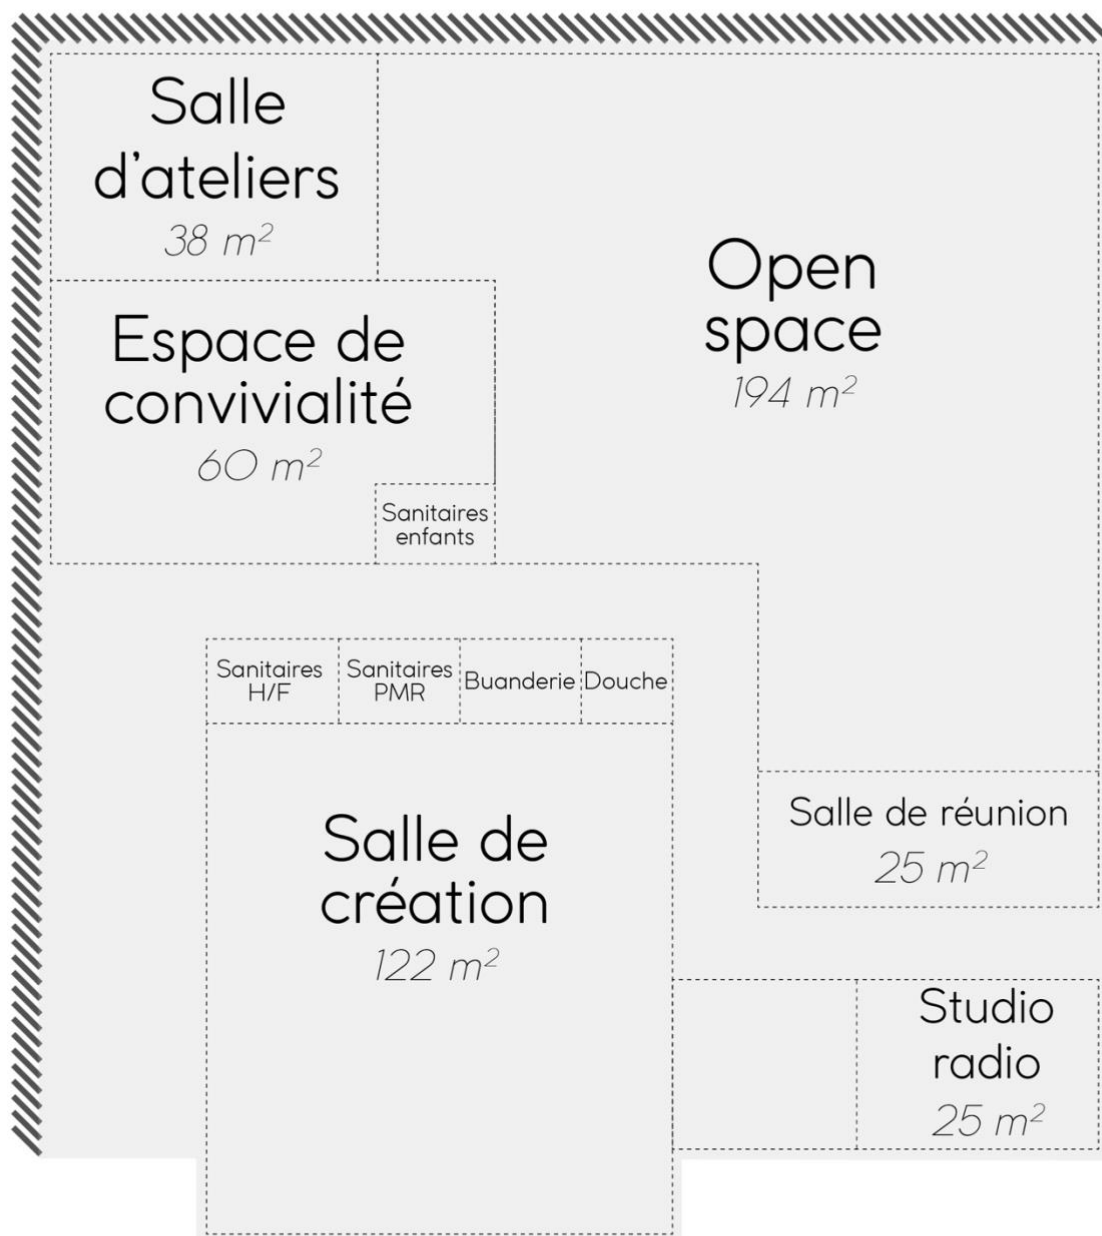 Salle
d'ateliers
38 m²
Open
space
194 m²
Espace de
convivialité
60 m²
Sanitaires
enfants
Sanitaires
H/F
Sanitaires
PMR
Buanderie
Douche
Salle de réunion
25 m²
Salle de
création
122 m²
Studio
radio
25 m²